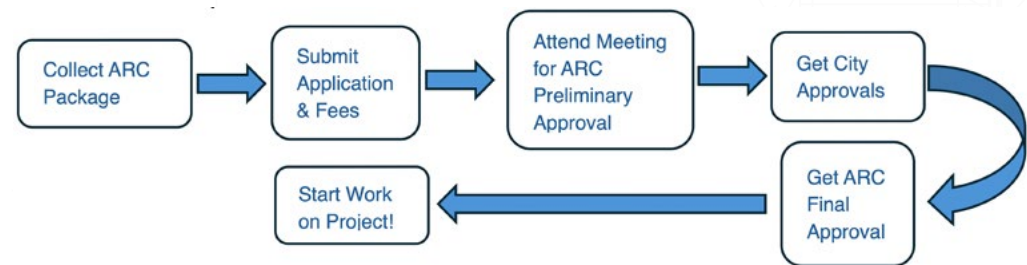 Collect ARC
Package
Submit
Application
& Fees
Attend Meeting
for ARC
Preliminary
Approval
Get City
Approvals
Get ARC
Final
Approval
Start Work
on Project!